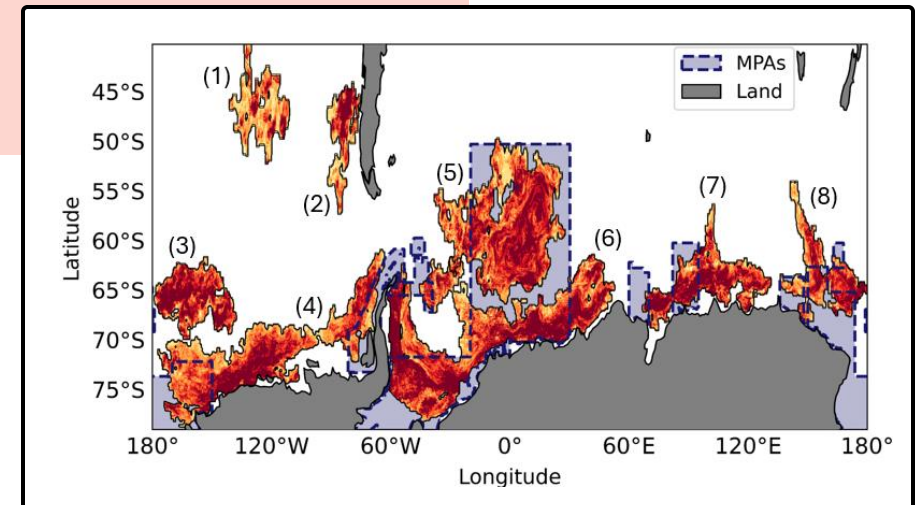 MPAs
Land
(1)
(2)
(3)
(4)
(5)
(6)
(7)
(8)
45°S
50°S
55°S
60°S
65°S
70°S
75°S
Latitude
180° 120°W 60°W 0° 60°E 120°E 180°
Longitude